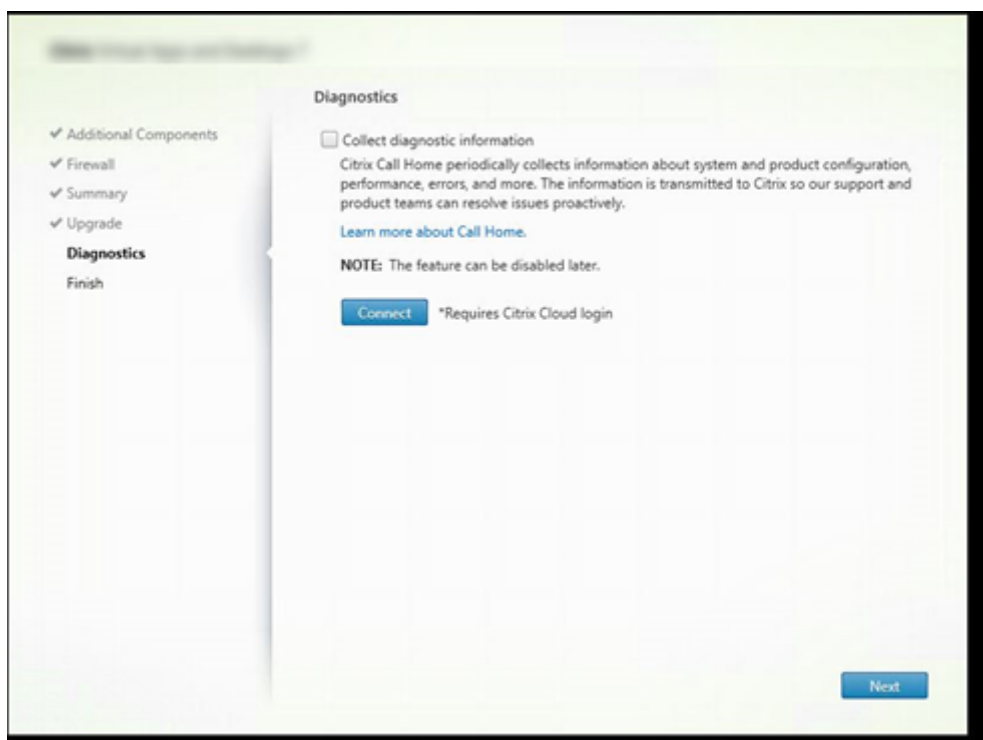 Diagnostics
✔ Additional Components
✔ Firewall
✔ Summary
✔ Upgrade
Diagnostics
Finish
Collect diagnostic information
Citrix Call Home periodically collects information about system and product configuration,
performance, errors, and more. The information is transmitted to Citrix so our support and
product teams can resolve issues proactively.
Learn more about Call Home.
NOTE: The feature can be disabled later.
Connect *Requires Citrix Cloud login
Next